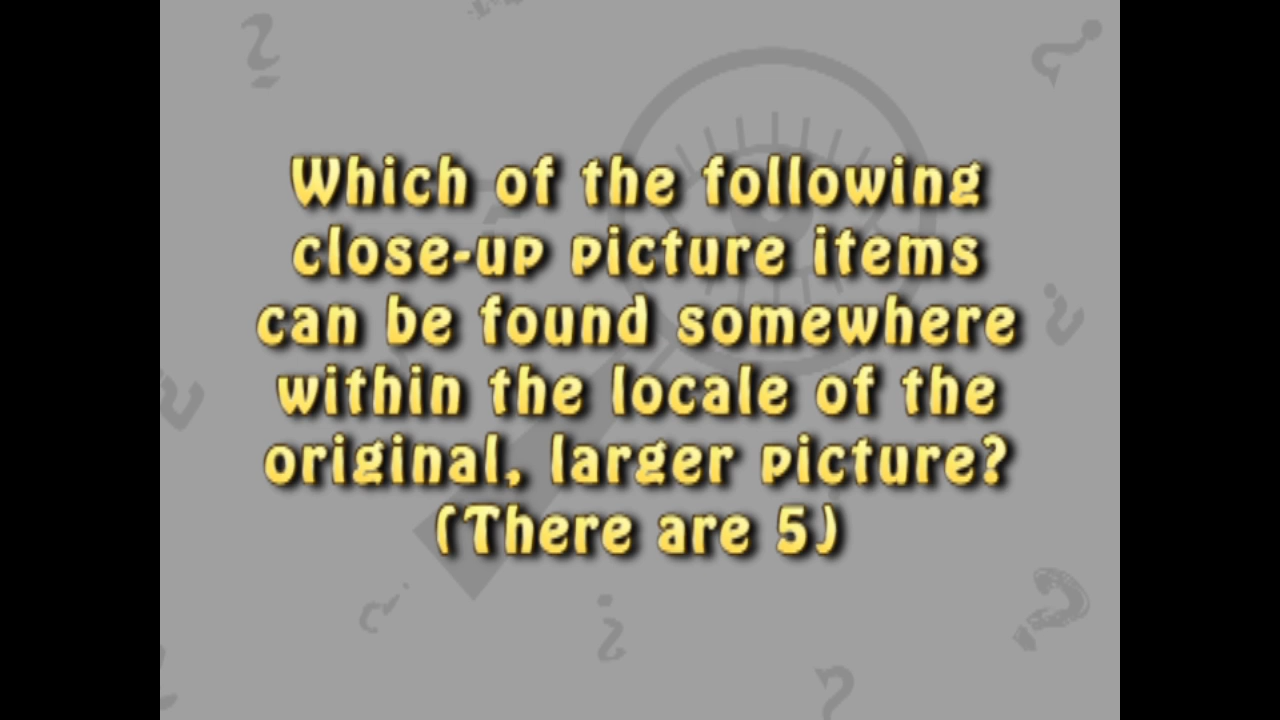 Which of the following
close-up picture items
can be found somewhere
within the locale of the
original, larger picture?
(There are 5)